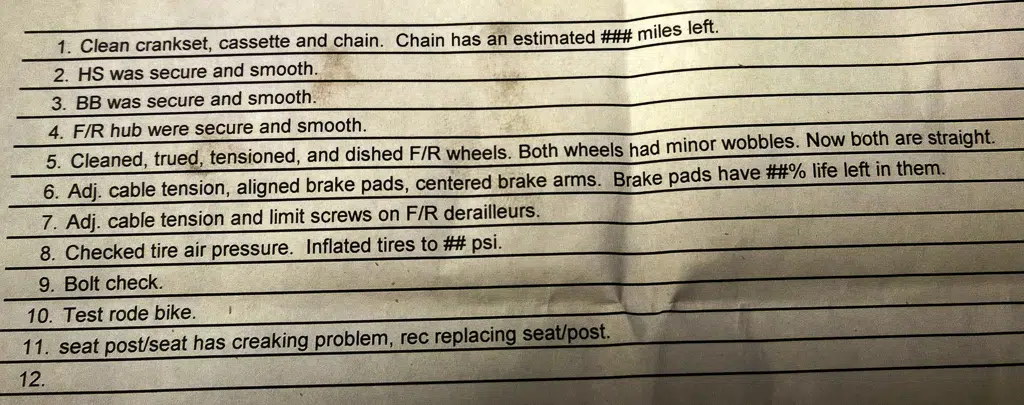 1. Clean crankset, cassette and chain. Chain has an estimated ### miles left.
2. HS was secure and smooth.
3. BB was secure and smooth.
4. F/R hub were secure and smooth.
5. Cleaned, trued, tensioned, and dished F/R wheels. Both wheels had minor wobbles. Now both are straight.
6. Adj. cable tension, aligned brake pads, centered brake arms. Brake pads have ##% life left in them.
7. Adj. cable tension and limit screws on F/R derailleurs.
8. Checked tire air pressure. Inflated tires to ## psi.
9. Bolt check.
10. Test rode bike.
11. seat post/seat has creaking problem, rec replacing seat/post.
12.